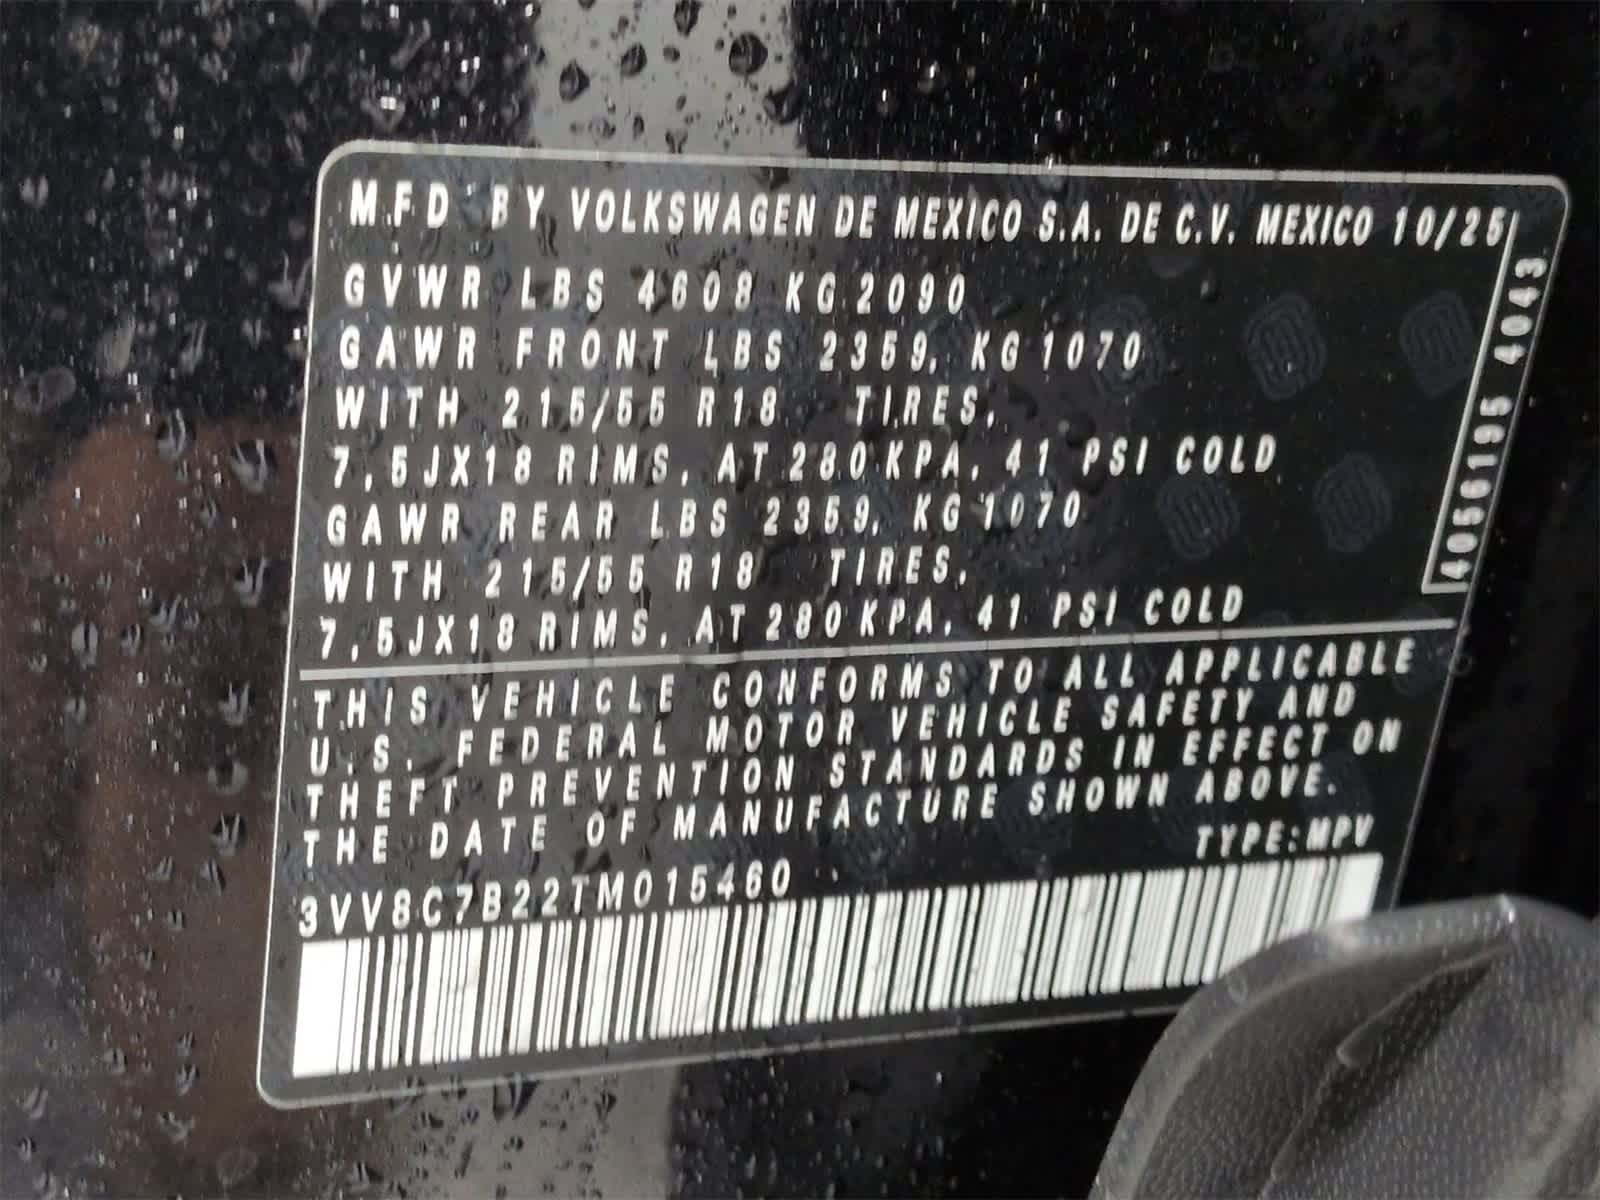 MFD BY VOLKSWAGEN DE MEXICO S.A. DE C.V. MEXICO 10/25
GVWR LBS 4608 KG 2090
GAWR FRONT LBS 2359, KG 1070
WITH 215/55 R18 TIRES,
7,5JX18 RIMS, AT 280 KPA, 41 PSI COLD
GAWR REAR LBS 2359, KG 1070
WITH 215/55 R18 TIRES,
7,5JX18 RIMS, AT 280 KPA, 41 PSI COLD
4056195 4043
THIS VEHICLE CONFORMS TO ALL APPLICABLE
U.S. FEDERAL MOTOR VEHICLE SAFETY AND
THEFT PREVENTION STANDARDS IN EFFECT ON
THE DATE OF MANUFACTURE SHOWN ABOVE.
TYPE:MPV
3VV8C7B22TM015460